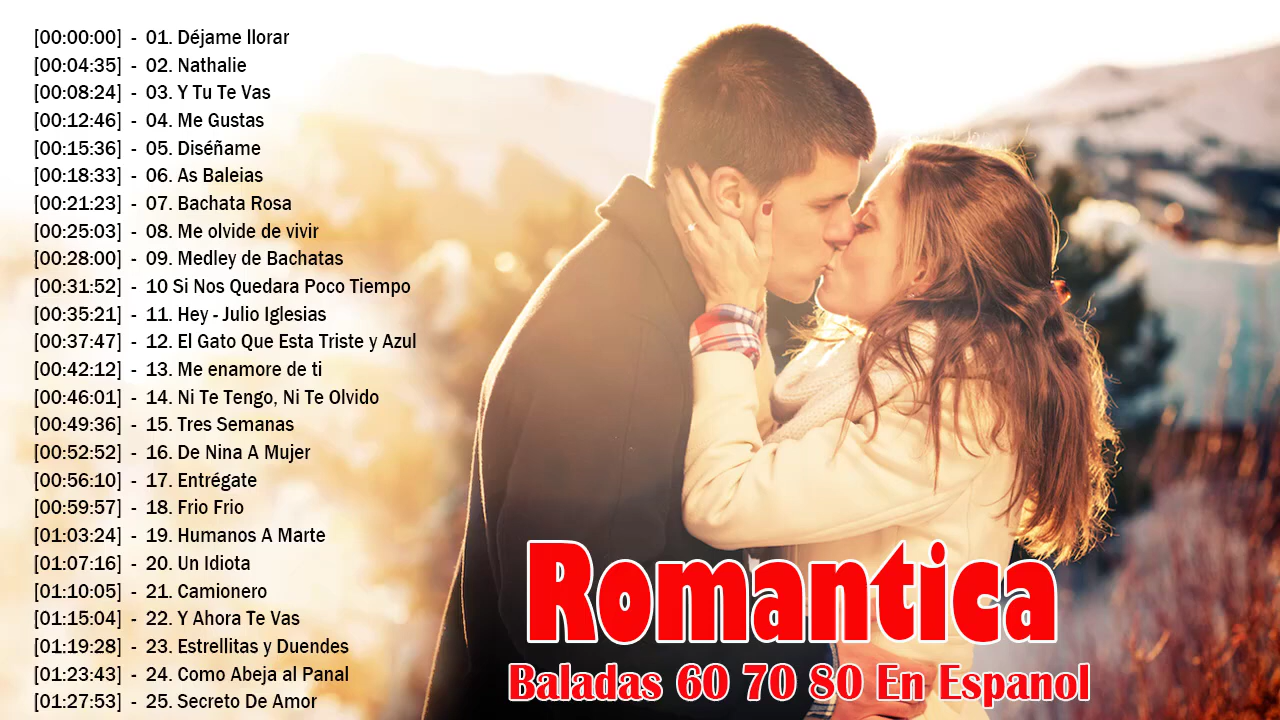 [00:00:00] - 01. Déjame llorar
[00:04:35] - 02. Nathalie
[00:08:24] - 03. Y Tu Te Vas
[00:12:46] - 04. Me Gustas
[00:15:36] - 05. Diséñame
[00:18:33] - 06. As Baleias
[00:21:23] - 07. Bachata Rosa
[00:25:03] - 08. Me olvide de vivir
[00:28:00] - 09. Medley de Bachatas
[00:31:52] - 10 Si Nos Quedara Poco Tiempo
[00:35:21] - 11. Hey - Julio Iglesias
[00:37:47] - 12. El Gato Que Esta Triste y Azul
[00:42:12] - 13. Me enamore de ti
[00:46:01] - 14. Ni Te Tengo, Ni Te Olvido
[00:49:36] - 15. Tres Semanas
[00:52:52] - 16. De Nina A Mujer
[00:56:10] - 17. Entrégate
[00:59:57] - 18. Frio Frio
[01:03:24] - 19. Humanos A Marte
[01:07:16] - 20. Un Idiota
[01:10:05] - 21. Camionero
[01:15:04] - 22. Y Ahora Te Vas
[01:19:28] - 23. Estrellitas y Duendes
[01:23:43] - 24. Como Abeja al Panal
[01:27:53] - 25. Secreto De Amor
Romantica
Baladas 60 70 80 En Espanol